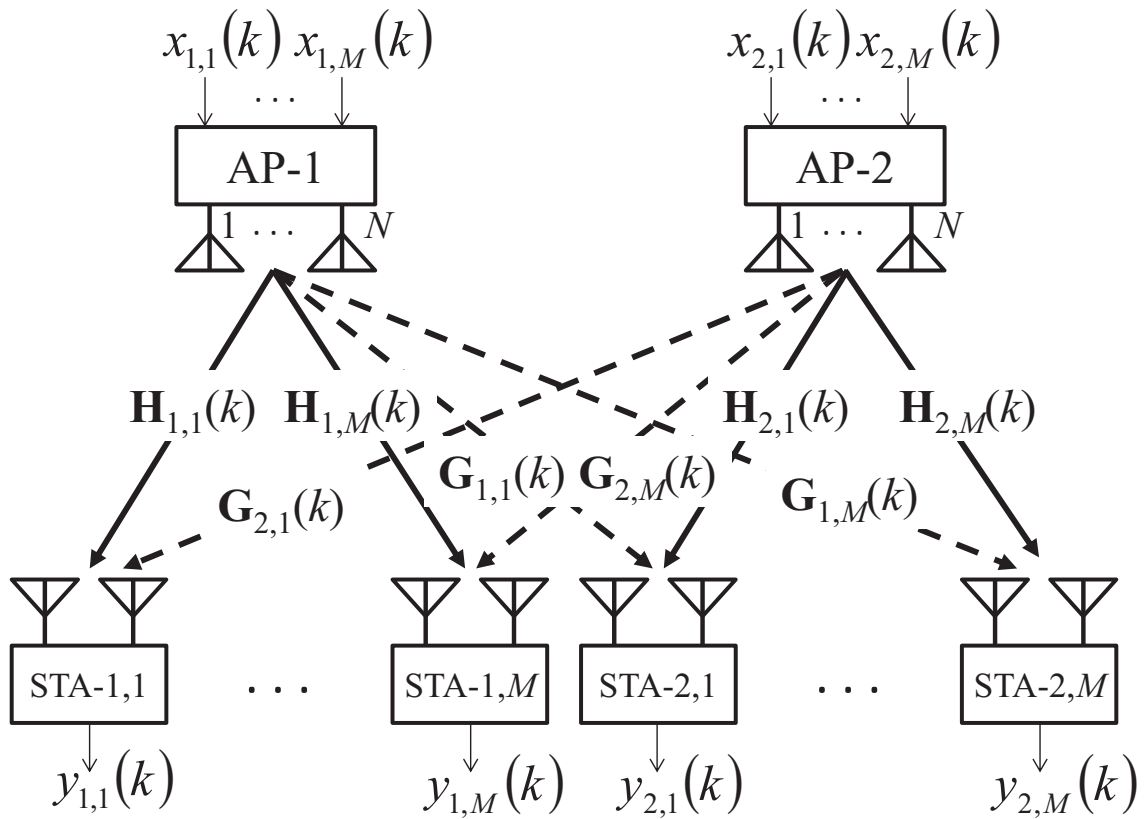 x₁,₁(k) x₁,M(k) x₂,₁(k) x₂,M(k)
... ...
AP-1 AP-2
1 ... N 1 ... N
H₁,₁(k) H₁,M(k) H₂,₁(k) H₂,M(k)
G₂,₁(k) G₁,₁(k) G₂,M(k) G₁,M(k)
STA-1,1 ... STA-1,M STA-2,1 ... STA-2,M
y₁,₁(k) y₁,M(k) y₂,₁(k) y₂,M(k)